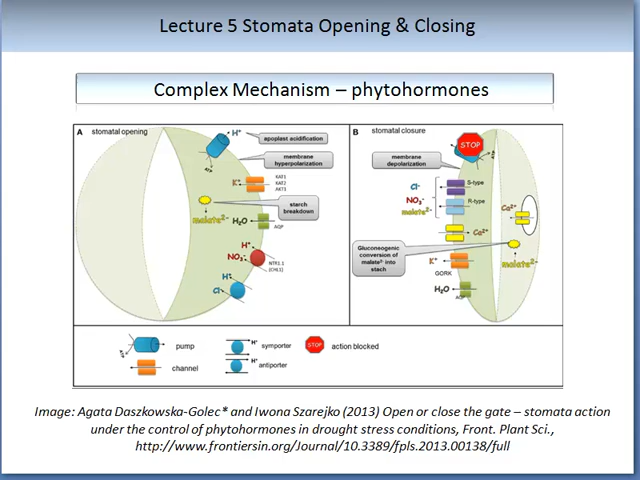 Lecture 5 Stomata Opening & Closing
Complex Mechanism – phytohormones
A stomatal opening
H⁺
apoplast acidification
membrane
hyperpolarization
K⁺
KAT1
KAT2
AKT1
starch
breakdown
malate²⁻
H₂O
AQP
H⁺
NO₃⁻
NTR1.1
(CHL1)
H⁺
Cl⁻
B stomatal closure
STOP
membrane
depolarization
Cl⁻
S-type
NO₃⁻
R-type
malate²⁻
Ca²⁺
Ca²⁺
Gluconeogenic
conversion of
malate²⁻ into
stach
malate²⁻
K⁺
GORK
H₂O
AQP
pump
H⁺
symporter
STOP
action blocked
channel
H⁺
antiporter
Image: Agata Daszkowska-Golec* and Iwona Szarejko (2013) Open or close the gate – stomata action
under the control of phytohormones in drought stress conditions, Front. Plant Sci.,
http://www.frontiersin.org/Journal/10.3389/fpls.2013.00138/full